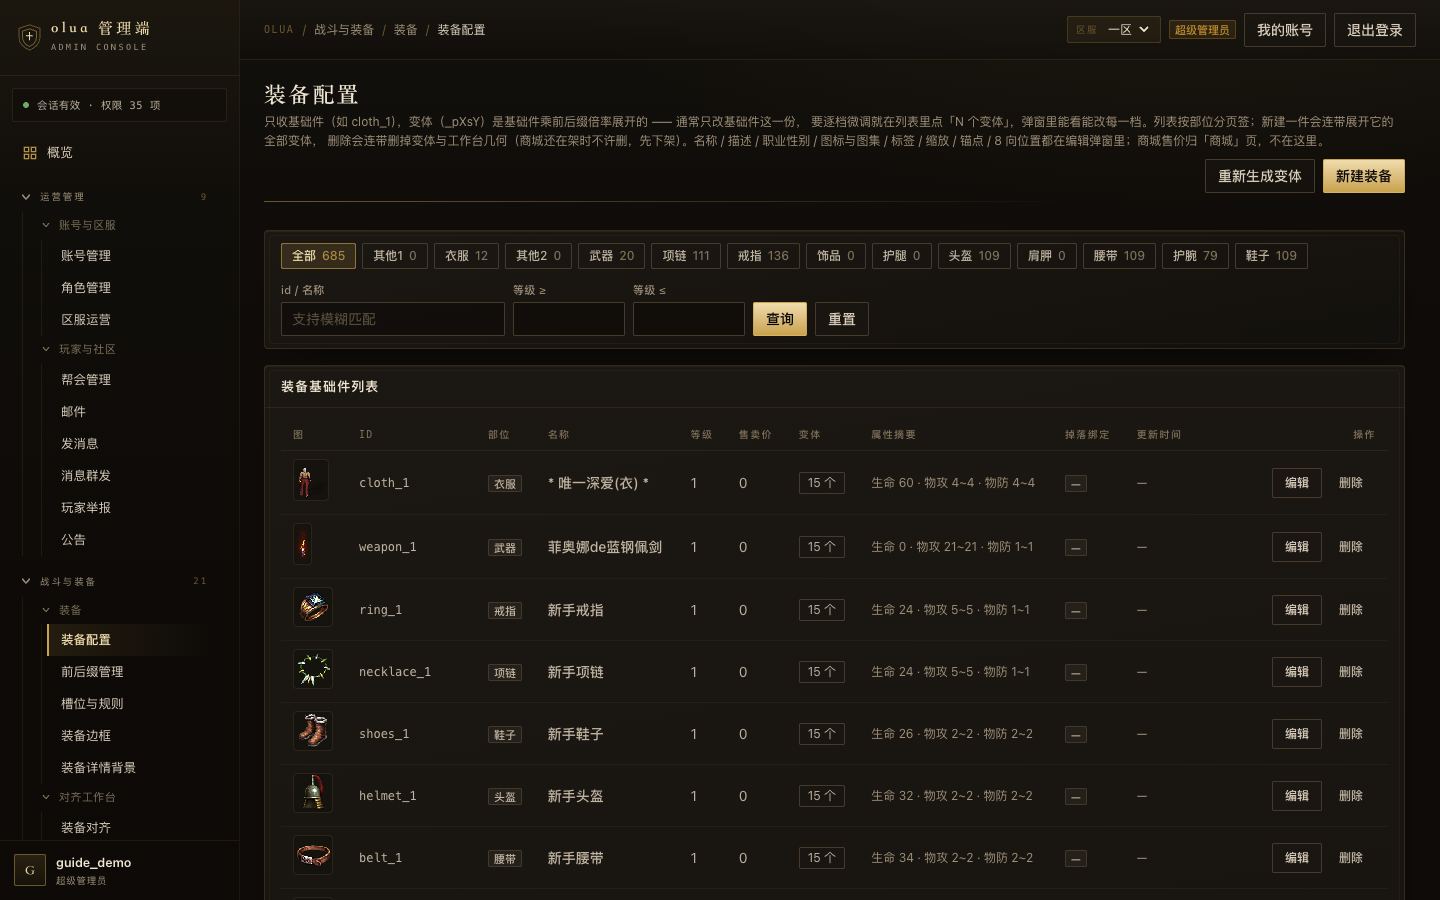 olua 管理端
ADMIN CONSOLE
会话有效 · 权限 35 项
概览
运营管理 9
账号与区服
账号管理
角色管理
区服运营
玩家与社区
帮会管理
邮件
发消息
消息群发
玩家举报
公告
战斗与装备 21
装备
装备配置
前后缀管理
槽位与规则
装备边框
装备详情背景
对齐工作台
装备对齐
G guide_demo
超级管理员
OLUA / 战斗与装备 / 装备 / 装备配置
区服 一区 超级管理员 我的账号 退出登录
装备配置
只收基础件（如 cloth_1），变体（_pXsY）是基础件乘前后缀倍率展开的 —— 通常只改基础件这一份， 要逐档微调就在列表里点「N 个变体」，弹窗里能看能改每一档。列表按部位分页签；新建一件会连带展开它的
全部变体， 删除会连带删掉变体与工作台几何（商城还在架时不许删，先下架）。名称 / 描述 / 职业性别 / 图标与图集 / 标签 / 缩放 / 锚点 / 8 向位置都在编辑弹窗里；商城售价归「商城」页，不在这里。
重新生成变体 新建装备
全部 685 其他1 0 衣服 12 其他2 0 武器 20 项链 111 戒指 136 饰品 0 护腿 0 头盔 109 肩胛 0 腰带 109 护腕 79 鞋子 109
id / 名称 等级 ≥ 等级 ≤
支持模糊匹配 查询 重置
装备基础件列表
图 ID 部位 名称 等级 售卖价 变体 属性摘要 掉落绑定 更新时间 操作
cloth_1 衣服 * 唯一深爱(衣) * 1 0 15 个 生命 60 · 物攻 4~4 · 物防 4~4 — — 编辑 删除
weapon_1 武器 菲奥娜de蓝钢佩剑 1 0 15 个 生命 0 · 物攻 21~21 · 物防 1~1 — — 编辑 删除
ring_1 戒指 新手戒指 1 0 15 个 生命 24 · 物攻 5~5 · 物防 1~1 — — 编辑 删除
necklace_1 项链 新手项链 1 0 15 个 生命 24 · 物攻 5~5 · 物防 1~1 — — 编辑 删除
shoes_1 鞋子 新手鞋子 1 0 15 个 生命 26 · 物攻 2~2 · 物防 2~2 — — 编辑 删除
helmet_1 头盔 新手头盔 1 0 15 个 生命 32 · 物攻 2~2 · 物防 2~2 — — 编辑 删除
belt_1 腰带 新手腰带 1 0 15 个 生命 34 · 物攻 2~2 · 物防 2~2 — — 编辑 删除